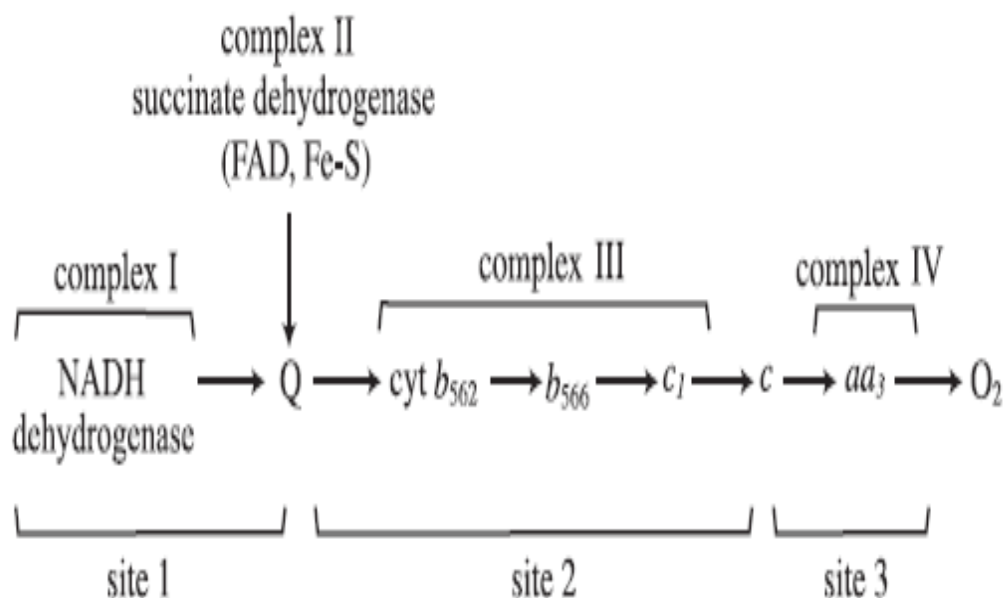 complex II
succinate dehydrogenase
(FAD, Fe-S)
complex I
complex III
complex IV
NADH
dehydrogenase
Q
cyt b₅₆₂
b₅₆₆
c₁
c
aa₃
O₂
site 1
site 2
site 3